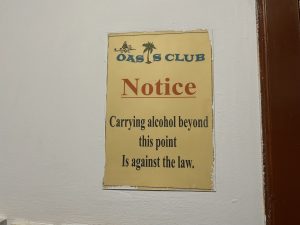 OASIS CLUB
Notice
Carrying alcohol beyond
this point
Is against the law.